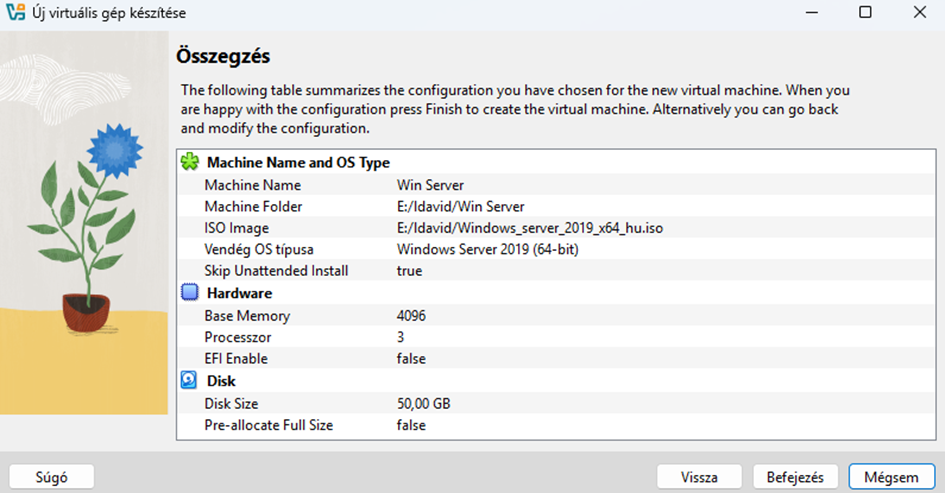 Új virtuális gép készítése
Összegzés
The following table summarizes the configuration you have chosen for the new virtual machine. When you
are happy with the configuration press Finish to create the virtual machine. Alternatively you can go back
and modify the configuration.
Machine Name and OS Type
Machine Name Win Server
Machine Folder E:/Idavid/Win Server
ISO Image E:/Idavid/Windows_server_2019_x64_hu.iso
Vendég OS típusa Windows Server 2019 (64-bit)
Skip Unattended Install true
Hardware
Base Memory 4096
Processzor 3
EFI Enable false
Disk
Disk Size 50,00 GB
Pre-allocate Full Size false
Súgó Vissza Befejezés Mégsem